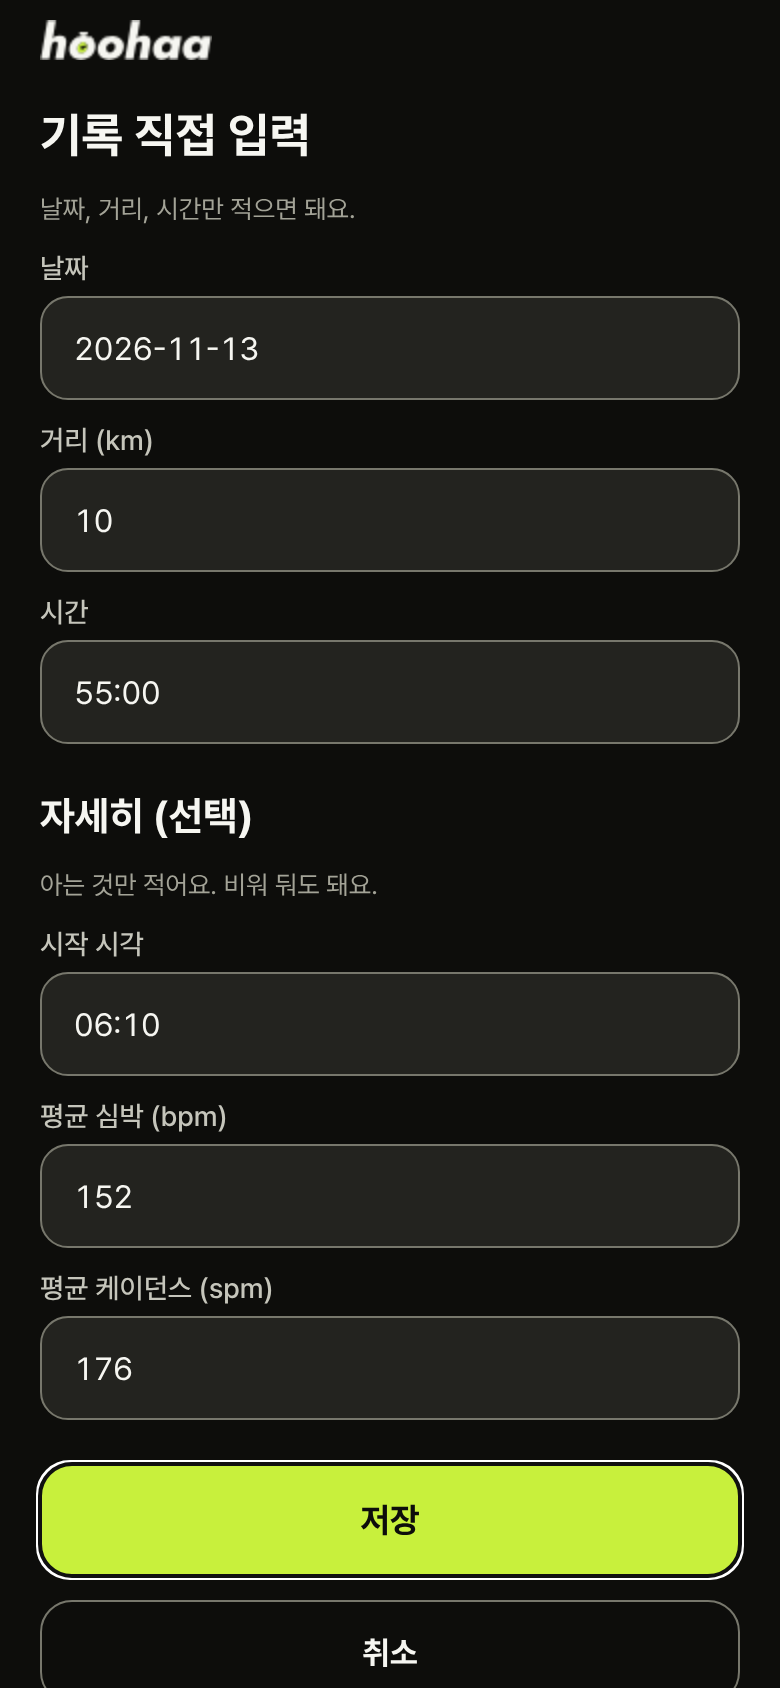 hoohaa
기록 직접 입력
날짜, 거리, 시간만 적으면 돼요.
날짜
2026-11-13
거리 (km)
10
시간
55:00
자세히 (선택)
아는 것만 적어요. 비워 둬도 돼요.
시작 시각
06:10
평균 심박 (bpm)
152
평균 케이던스 (spm)
176
저장
취소